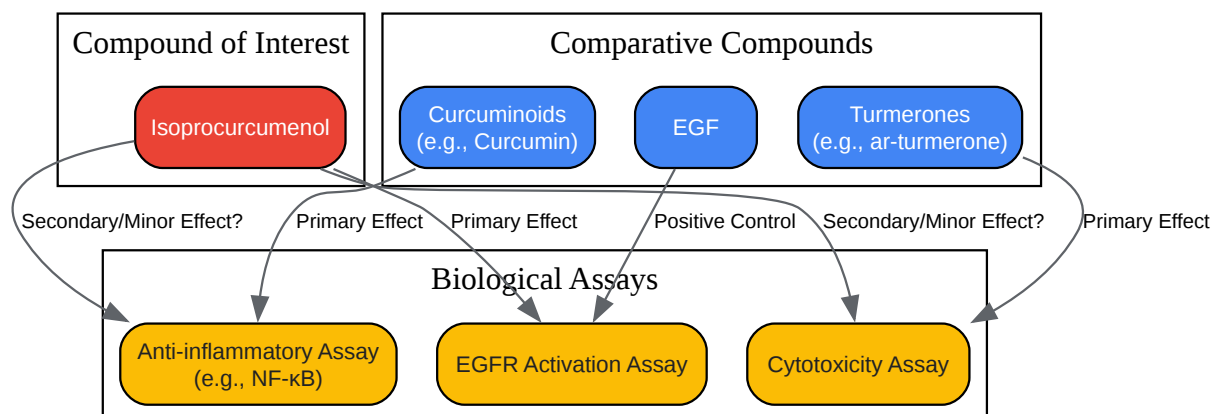 Compound of Interest
Comparative Compounds
Isoprocurcumenol
Curcuminoids
(e.g., Curcumin)
EGF
Turmerones
(e.g., ar-turmerone)
Secondary/Minor Effect?
Primary Effect
Primary Effect
Positive Control
Secondary/Minor Effect?
Primary Effect
Biological Assays
Anti-inflammatory Assay
(e.g., NF-κB)
EGFR Activation Assay
Cytotoxicity Assay